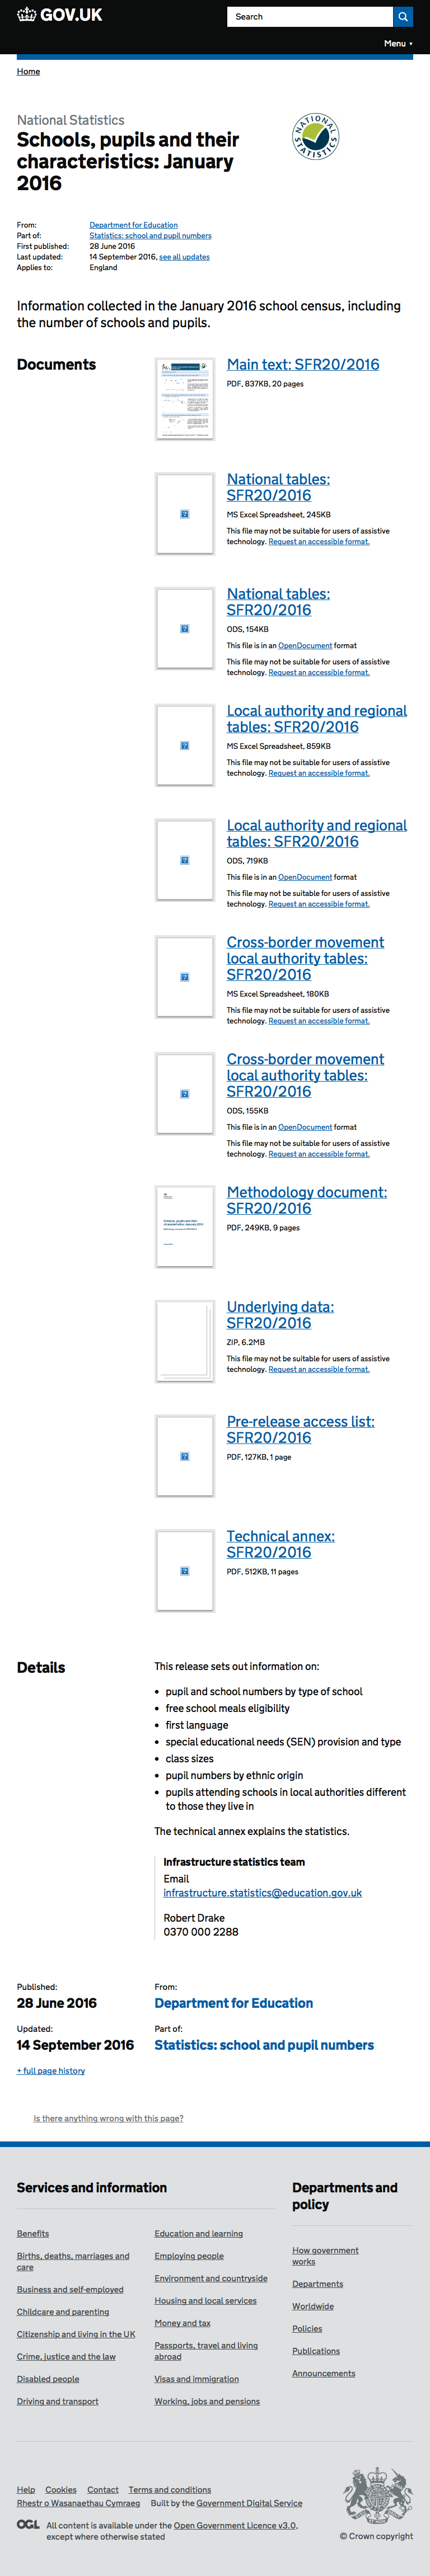 GOV.UK
Search
Menu ▼
Home
National Statistics
Schools, pupils and their
characteristics: January
2016
NATIONAL STATISTICS
From: Department for Education
Part of: Statistics: school and pupil numbers
First published: 28 June 2016
Last updated: 14 September 2016, see all updates
Applies to: England
Information collected in the January 2016 school census, including
the number of schools and pupils.
Documents
Main text: SFR20/2016
PDF, 837KB, 20 pages
National tables:
SFR20/2016
MS Excel Spreadsheet, 245KB
This file may not be suitable for users of assistive
technology. Request an accessible format.
National tables:
SFR20/2016
ODS, 154KB
This file is in an OpenDocument format
This file may not be suitable for users of assistive
technology. Request an accessible format.
Local authority and regional
tables: SFR20/2016
MS Excel Spreadsheet, 859KB
This file may not be suitable for users of assistive
technology. Request an accessible format.
Local authority and regional
tables: SFR20/2016
ODS, 719KB
This file is in an OpenDocument format
This file may not be suitable for users of assistive
technology. Request an accessible format.
Cross-border movement
local authority tables:
SFR20/2016
MS Excel Spreadsheet, 180KB
This file may not be suitable for users of assistive
technology. Request an accessible format.
Cross-border movement
local authority tables:
SFR20/2016
ODS, 155KB
This file is in an OpenDocument format
This file may not be suitable for users of assistive
technology. Request an accessible format.
Methodology document:
SFR20/2016
PDF, 249KB, 9 pages
Underlying data:
SFR20/2016
ZIP, 6.2MB
This file may not be suitable for users of assistive
technology. Request an accessible format.
Pre-release access list:
SFR20/2016
PDF, 127KB, 1 page
Technical annex:
SFR20/2016
PDF, 512KB, 11 pages
Details
This release sets out information on:
• pupil and school numbers by type of school
• free school meals eligibility
• first language
• special educational needs (SEN) provision and type
• class sizes
• pupil numbers by ethnic origin
• pupils attending schools in local authorities different
to those they live in
The technical annex explains the statistics.
Infrastructure statistics team
Email
infrastructure.statistics@education.gov.uk
Robert Drake
0370 000 2288
Published:
28 June 2016
From:
Department for Education
Updated:
14 September 2016
Part of:
Statistics: school and pupil numbers
+ full page history
Is there anything wrong with this page?
Services and information
Benefits
Births, deaths, marriages and
care
Business and self-employed
Childcare and parenting
Citizenship and living in the UK
Crime, justice and the law
Disabled people
Driving and transport
Education and learning
Employing people
Environment and countryside
Housing and local services
Money and tax
Passports, travel and living
abroad
Visas and immigration
Working, jobs and pensions
Departments and
policy
How government
works
Departments
Worldwide
Policies
Publications
Announcements
Help Cookies Contact Terms and conditions
Rhestr o Wasanaethau Cymraeg Built by the Government Digital Service
OGL All content is available under the Open Government Licence v3.0,
except where otherwise stated
© Crown copyright